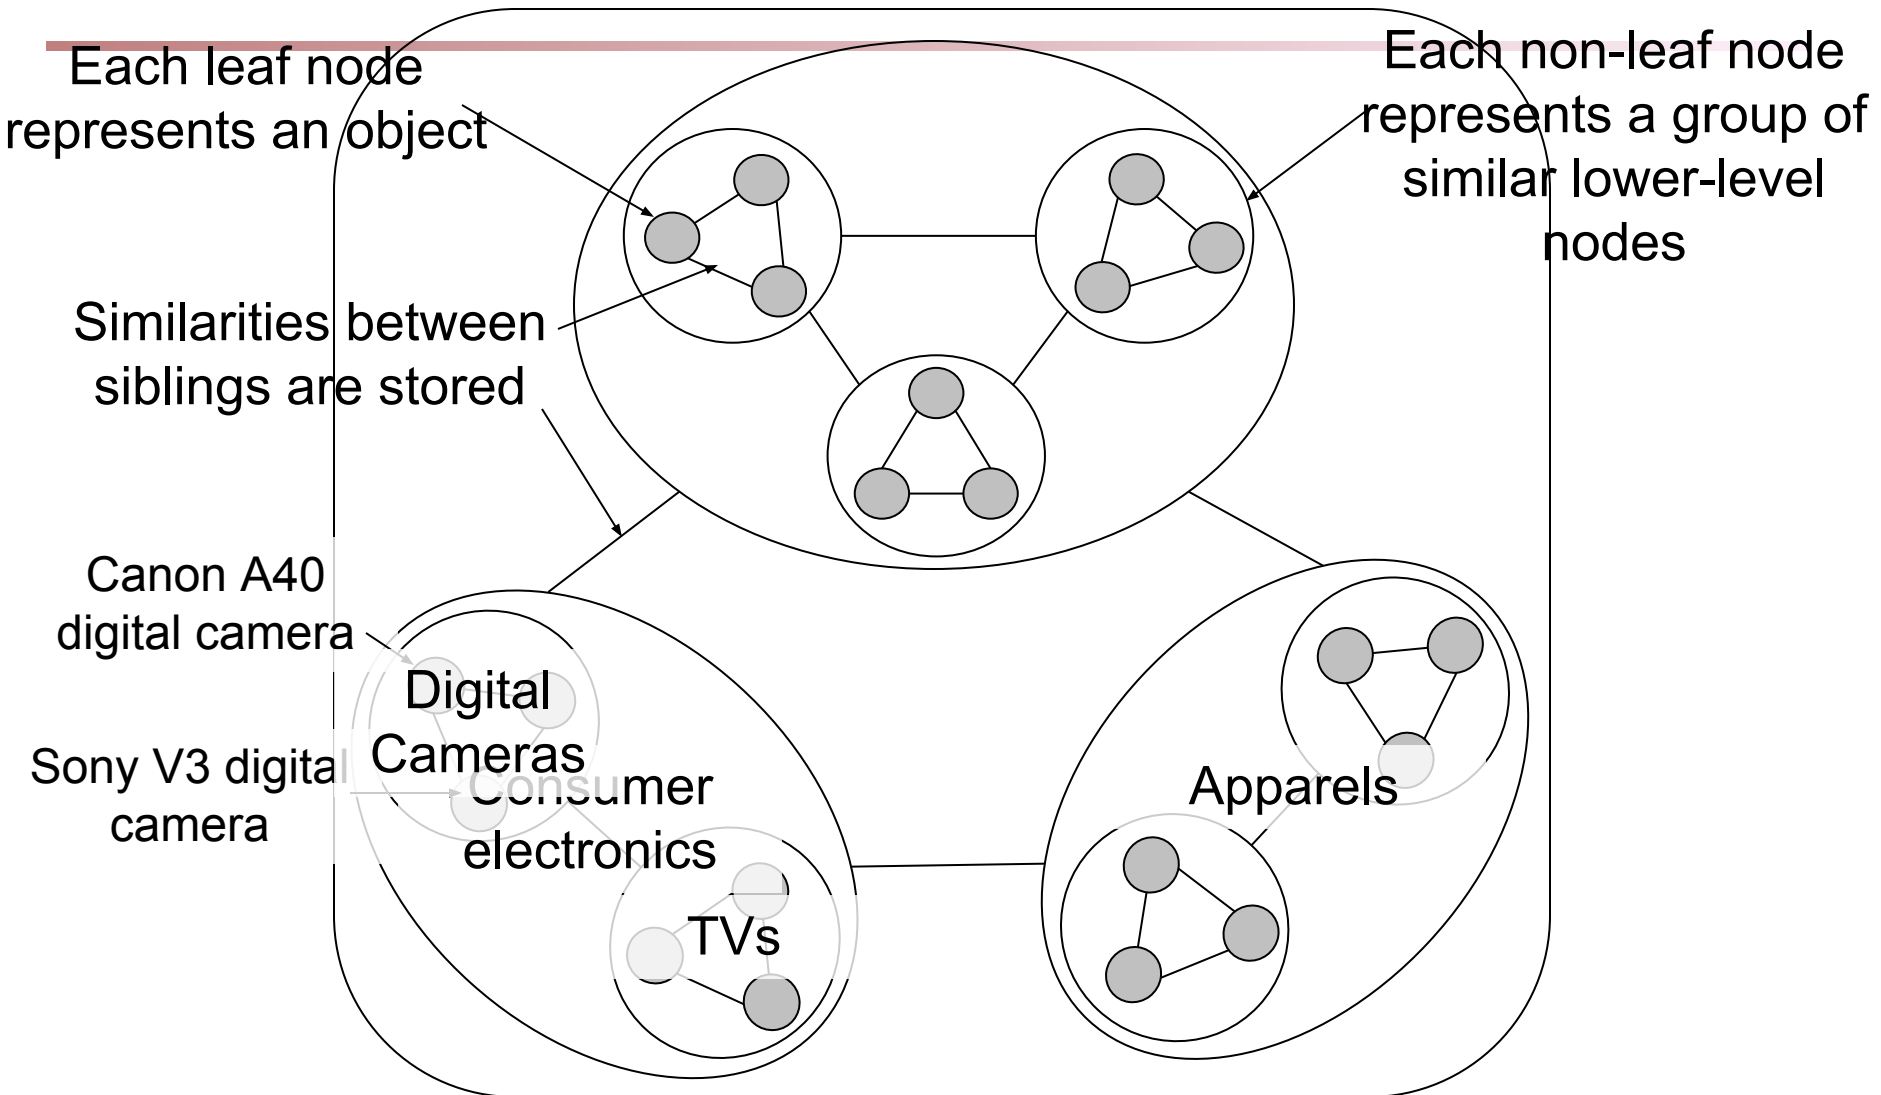 Each leaf node
represents an object
Each non-leaf node
represents a group of
similar lower-level
nodes
Similarities between
siblings are stored
Canon A40
digital camera
Digital
Cameras
Sony V3 digital
camera
Consumer
electronics
Apparels
TVs